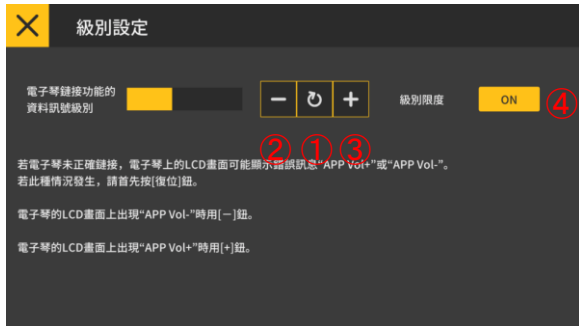 級別設定
電子琴鏈接功能的
資料訊號級別
級別限度
ON
④
② ① ③
若電子琴未正確鏈接，電子琴上的LCD畫面可能顯示錯誤訊息“APP Vol+”或“APP Vol-”。
若此種情況發生，請首先按[復位]鈕。
電子琴的LCD畫面上出現“APP Vol-”時用[－]鈕。
電子琴的LCD畫面上出現“APP Vol+”時用[+]鈕。